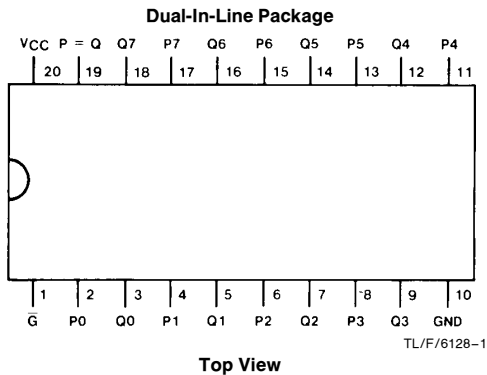 Dual-In-Line Package
VCC P = Q Q7 P7 Q6 P6 Q5 P5 Q4 P4
20 19 18 17 16 15 14 13 12 11
1 2 3 4 5 6 7 8 9 10
G̅ P0 Q0 P1 Q1 P2 Q2 P3 Q3 GND
TL/F/6128–1
Top View